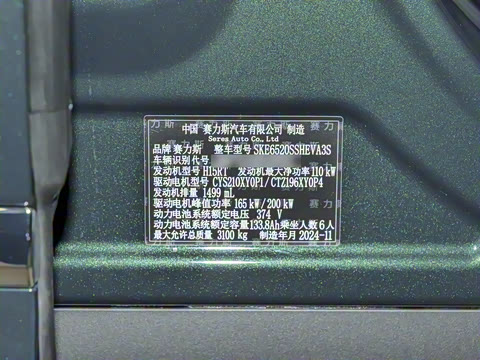 中国 赛力斯汽车有限公司 制造
Seres Auto Co., Ltd
品牌 赛力斯 整车型号 SKE6520SSHEVA3S
车辆识别代号
发动机型号 H15RT 发动机最大净功率 110 kW
驱动电机型号 CYS210XY0P1/CTZ196XY0P4
发动机排量 1499 mL
驱动电机峰值功率 165 kW/200 kW
动力电池系统额定电压 374 V
动力电池系统额定容量 133.8Ah 乘坐人数 6人
最大允许总质量 3100 kg 制造年月 2024-11